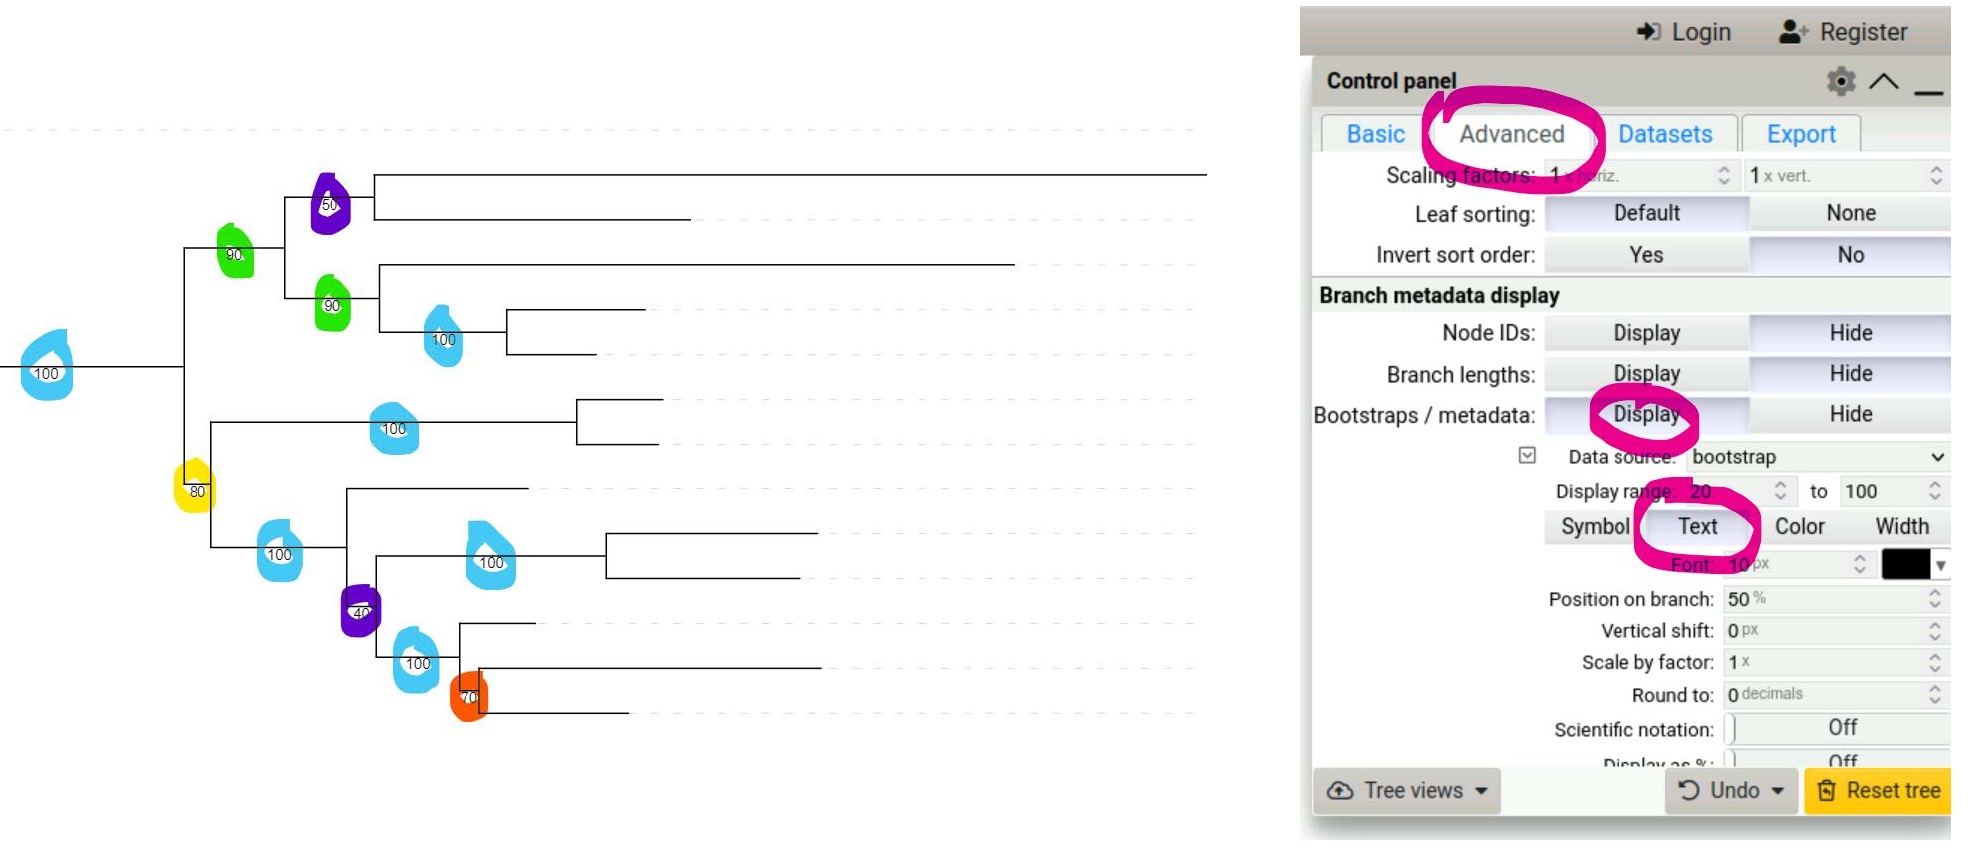 50
90
90
100
100
100
80
100
100
40
100
70
Login Register
Control panel
Basic Advanced Datasets Export
Scaling factors: 1 x horiz. 1 x vert.
Leaf sorting: Default None
Invert sort order: Yes No
Branch metadata display
Node IDs: Display Hide
Branch lengths: Display Hide
Bootstraps / metadata: Display Hide
Data source: bootstrap
Display range: 20 to 100
Symbol Text Color Width
Font: 10 px
Position on branch: 50 %
Vertical shift: 0 px
Scale by factor: 1 x
Round to: 0 decimals
Scientific notation: Off
Display as %: Off
Tree views Undo Reset tree